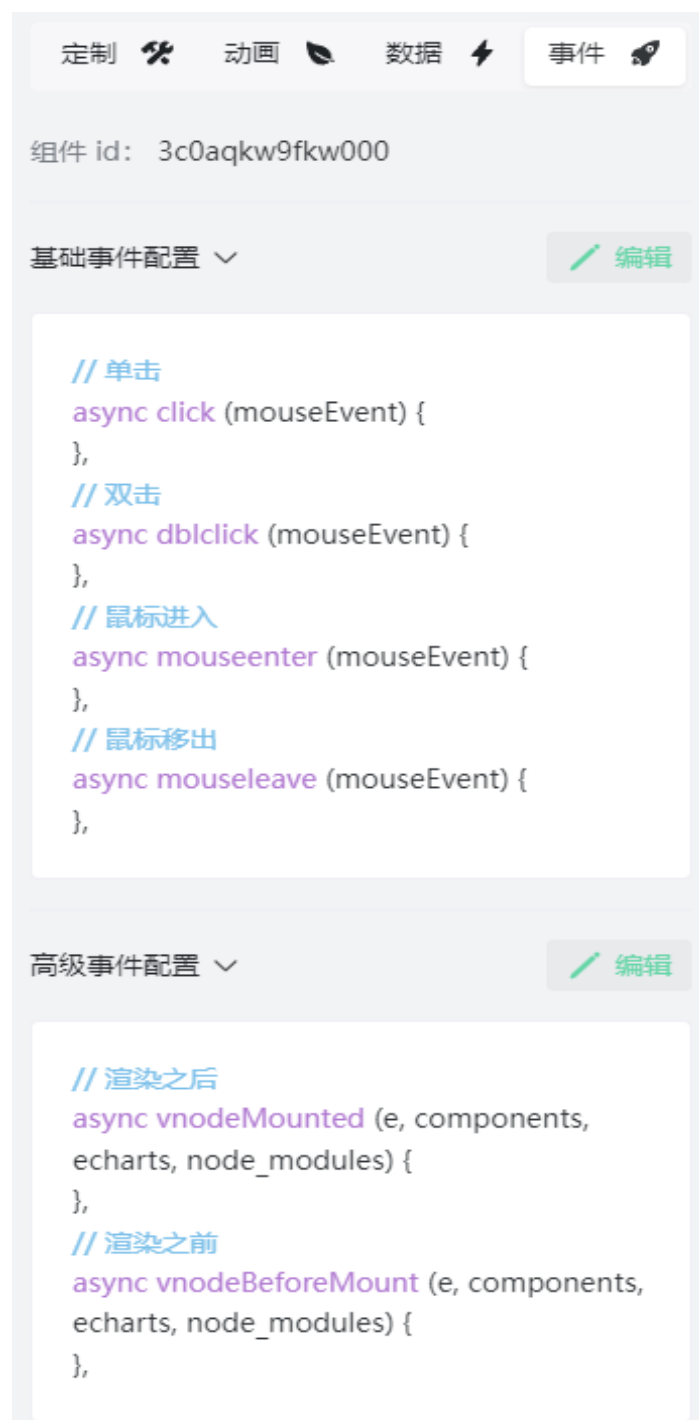 定制 动画 数据 事件
组件 id： 3c0aqkw9fkw000
基础事件配置 编辑
// 单击
async click (mouseEvent) {
},
// 双击
async dblclick (mouseEvent) {
},
// 鼠标进入
async mouseenter (mouseEvent) {
},
// 鼠标移出
async mouseleave (mouseEvent) {
},
高级事件配置 编辑
// 渲染之后
async vnodeMounted (e, components,
echarts, node_modules) {
},
// 渲染之前
async vnodeBeforeMount (e, components,
echarts, node_modules) {
},